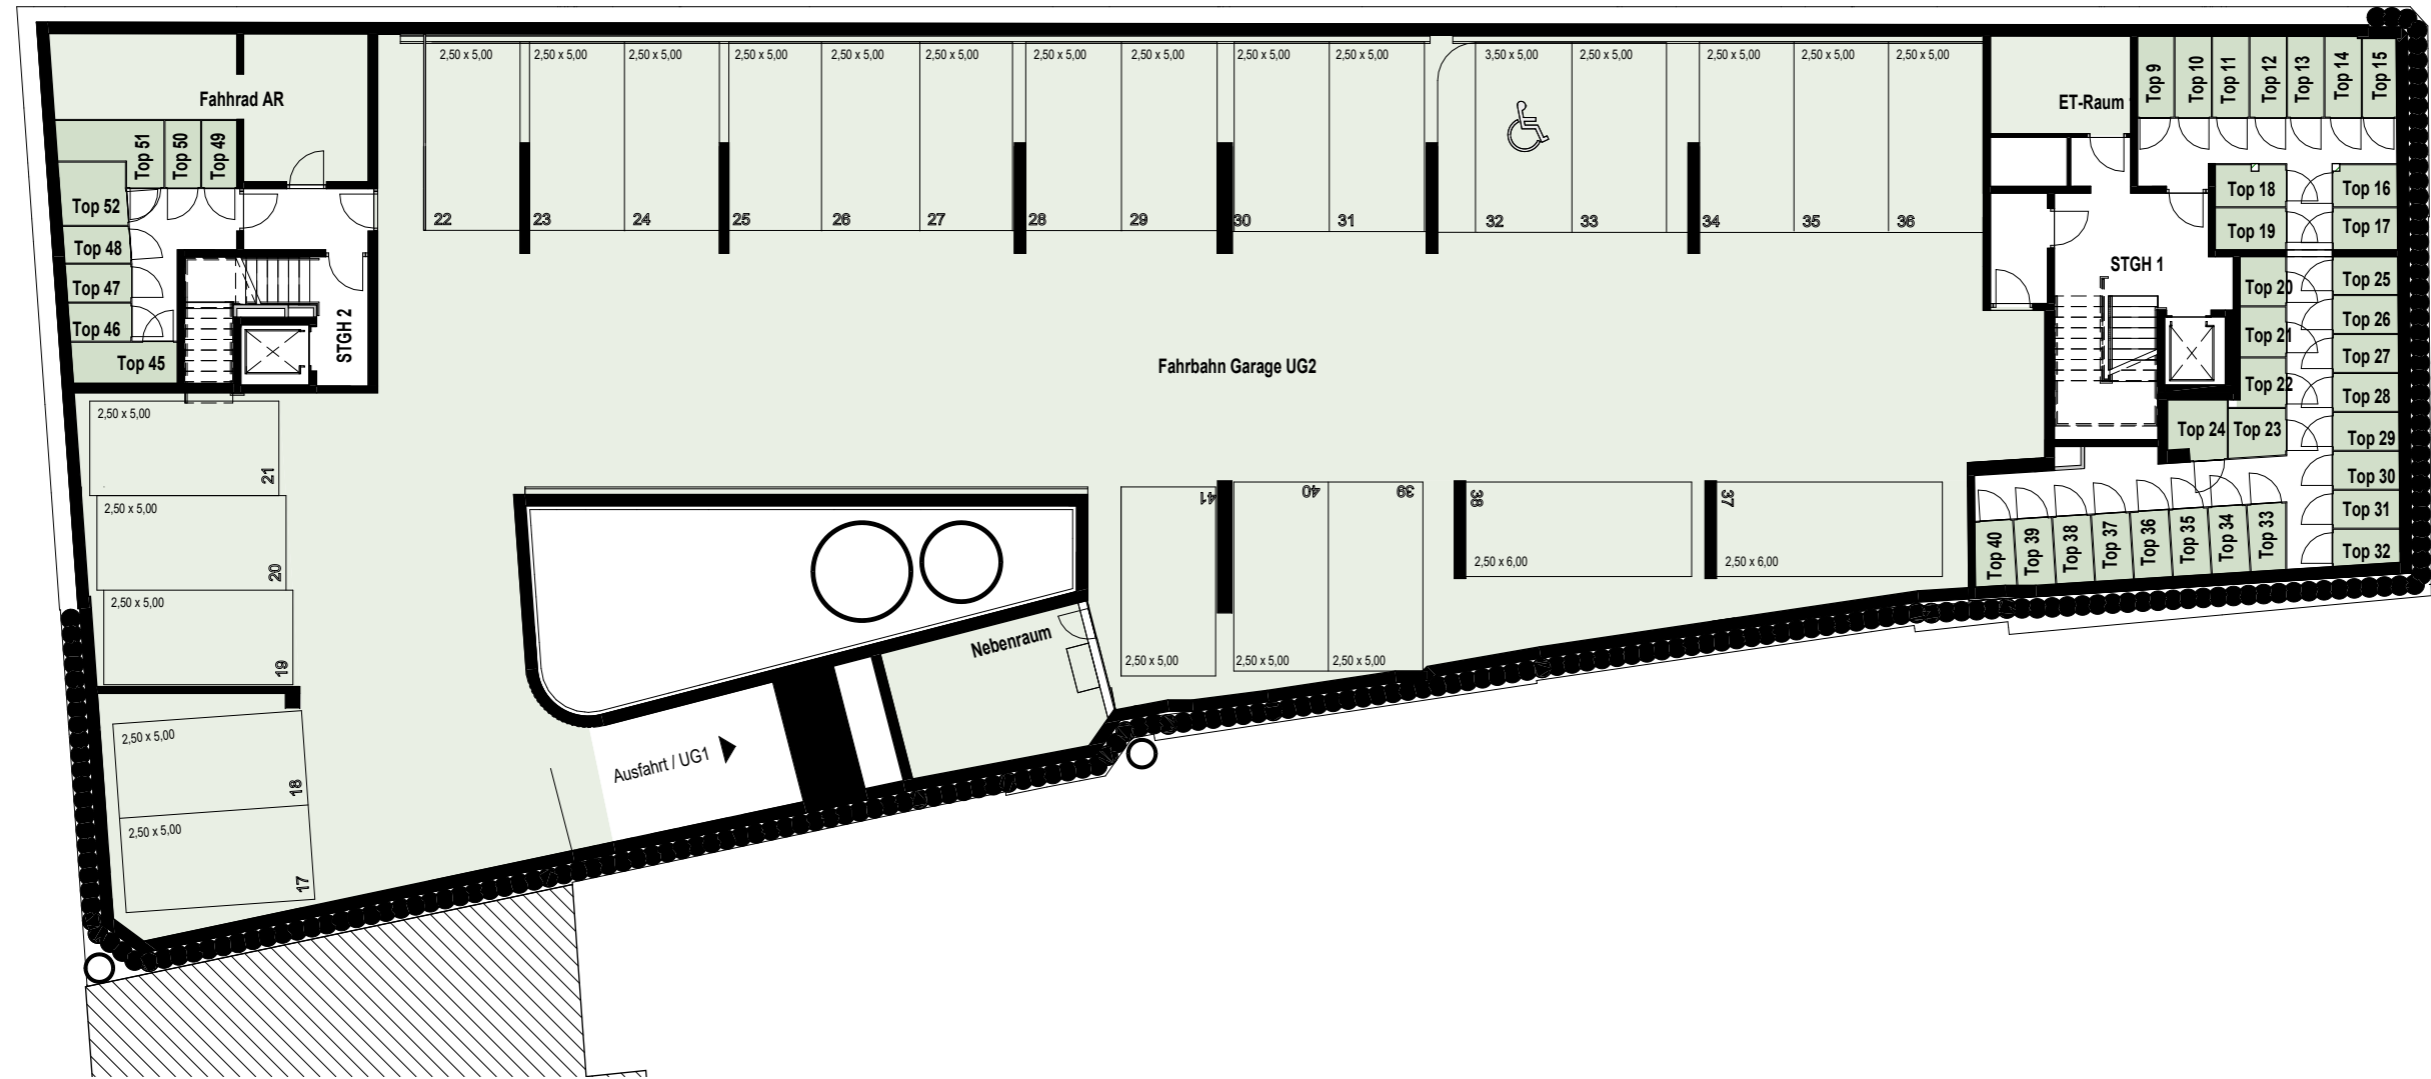 2,50 x 5,00
2,50 x 5,00
2,50 x 5,00
2,50 x 5,00
2,50 x 5,00
2,50 x 5,00
2,50 x 5,00
2,50 x 5,00
2,50 x 5,00
2,50 x 5,00
3,50 x 5,00
2,50 x 5,00
2,50 x 5,00
2,50 x 5,00
2,50 x 5,00
22
23
24
25
26
27
28
29
30
31
32
33
34
35
36
Fahhrad AR
Top 51
Top 50
Top 49
Top 52
Top 48
Top 47
Top 46
Top 45
STGH 2
ET-Raum
Top 9
Top 10
Top 11
Top 12
Top 13
Top 14
Top 15
Top 18
Top 16
Top 19
Top 17
STGH 1
Top 20
Top 25
Top 21
Top 26
Top 27
Top 22
Top 28
Top 24
Top 23
Top 29
Top 30
Top 31
Top 32
Top 40
Top 39
Top 38
Top 37
Top 36
Top 35
Top 34
Top 33
Fahrbahn Garage UG2
2,50 x 5,00
21
2,50 x 5,00
20
2,50 x 5,00
19
2,50 x 5,00
18
2,50 x 5,00
17
41
40
39
38
37
2,50 x 5,00
2,50 x 5,00
2,50 x 5,00
2,50 x 6,00
2,50 x 6,00
Nebenraum
Ausfahrt / UG1